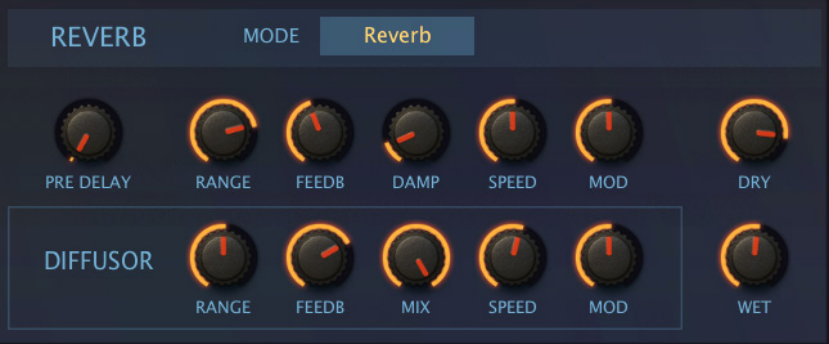 REVERB MODE Reverb
PRE DELAY RANGE FEEDB DAMP SPEED MOD DRY
DIFFUSOR
RANGE FEEDB MIX SPEED MOD WET